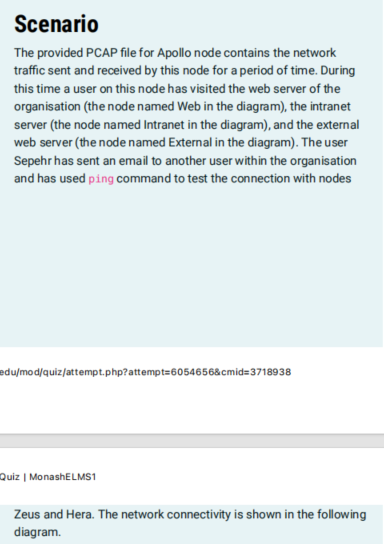 Scenario
The provided PCAP file for Apollo node contains the network
traffic sent and received by this node for a period of time. During
this time a user on this node has visited the web server of the
organisation (the node named Web in the diagram), the intranet
server (the node named Intranet in the diagram), and the external
web server (the node named External in the diagram). The user
Sepehr has sent an email to another user within the organisation
and has used ping command to test the connection with nodes
edu/mod/quiz/attempt.php?attempt=6054656&cmid=3718938
Quiz | MonashELMS1
Zeus and Hera. The network connectivity is shown in the following
diagram.